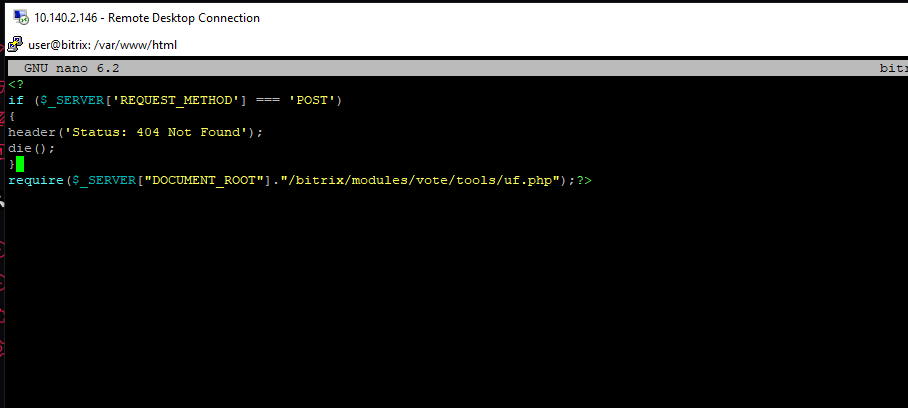 10.140.2.146 - Remote Desktop Connection
user@bitrix: /var/www/html
GNU nano 6.2 bitr
<?
if ($_SERVER['REQUEST_METHOD'] === 'POST')
{
header('Status: 404 Not Found');
die();
}
require($_SERVER["DOCUMENT_ROOT"]."/bitrix/modules/vote/tools/uf.php");?>